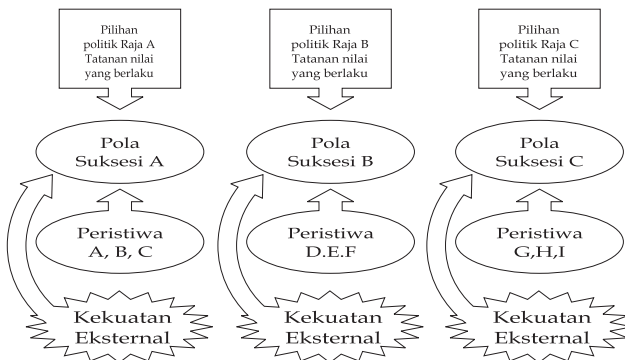 Pilihan
politik Raja A
Tatanan nilai
yang berlaku
Pola
Suksesi A
Peristiwa
A, B, C
Kekuatan
Eksternal
Pilihan
politik Raja B
Tatanan nilai
yang berlaku
Pola
Suksesi B
Peristiwa
D.E.F
Kekuatan
Eksternal
Pilihan
politik Raja C
Tatanan nilai
yang berlaku
Pola
Suksesi C
Peristiwa
G,H,I
Kekuatan
Eksternal